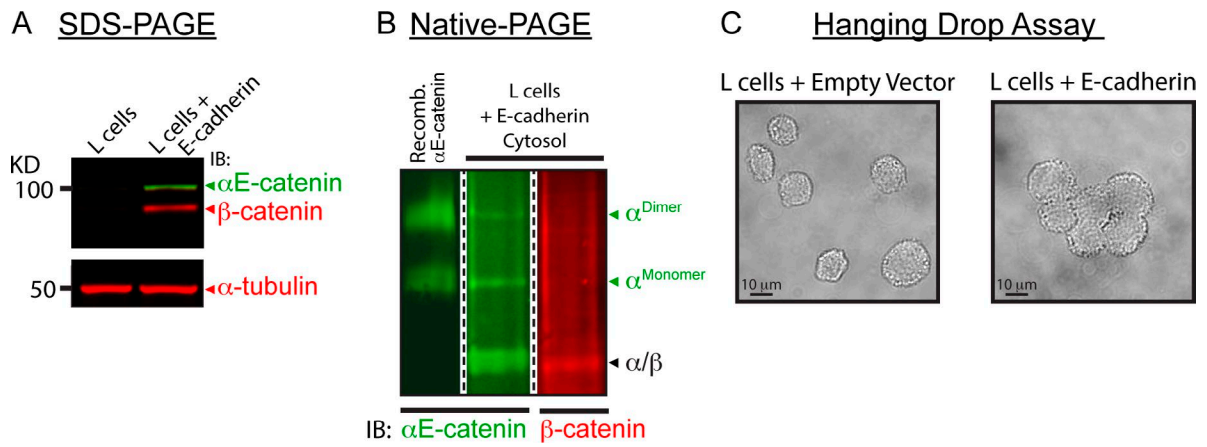 A SDS-PAGE
L cells
L cells +
E-cadherin
KD
IB:
100
αE-catenin
β-catenin
50
α-tubulin
B Native-PAGE
Recomb.
αE-catenin
L cells
+ E-cadherin
Cytosol
αDimer
αMonomer
α/β
IB: αE-catenin β-catenin
C Hanging Drop Assay
L cells + Empty Vector
L cells + E-cadherin
10 μm
10 μm